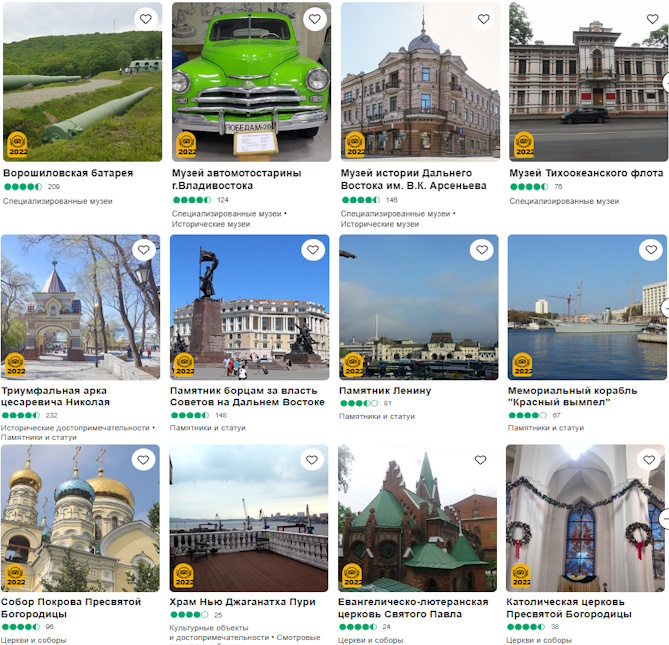 2022
ПОБЕДА М-20
2022
2022
2022
Ворошиловская батарея
209
Специализированные музеи
Музей автомотостарины
г.Владивостока
124
Специализированные музеи •
Исторические музеи
Музей истории Дальнего
Востока им. В.К. Арсеньева
146
Специализированные музеи •
Исторические музеи
Музей Тихоокеанского флота
76
Специализированные музеи
2022
2022
2022
2022
Триумфальная арка
цесаревича Николая
232
Исторические достопримечательности •
Памятники и статуи
Памятник борцам за власть
Советов на Дальнем Востоке
148
Памятники и статуи
Памятник Ленину
81
Памятники и статуи
Мемориальный корабль
"Красный вымпел"
67
Памятники и статуи
2022
2022
2022
2022
Собор Покрова Пресвятой
Богородицы
96
Церкви и соборы
Храм Нью Джаганатха Пури
25
Культурные объекты
и достопримечательности • Смотровые
Евангелическо-лютеранская
церковь Святого Павла
24
Церкви и соборы
Католическая церковь
Пресвятой Богородицы
38
Церкви и соборы